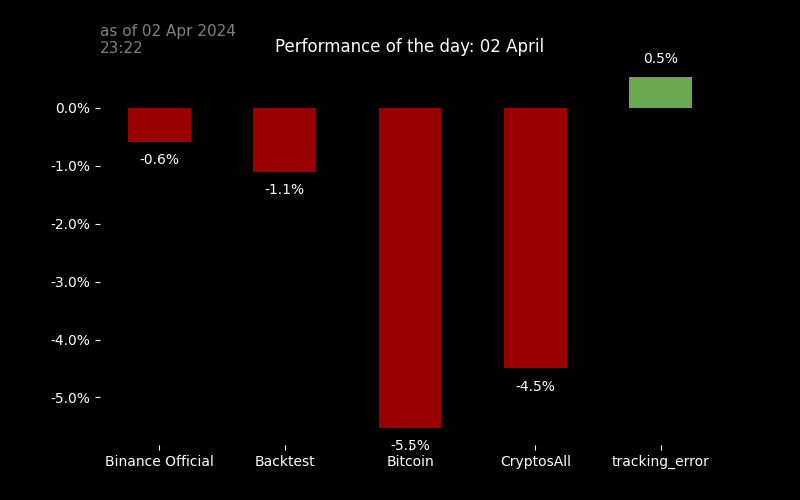 as of 02 Apr 2024
23:22
Performance of the day: 02 April
0.5%
0.0%
-1.0%
-2.0%
-3.0%
-4.0%
-5.0%
-0.6%
-1.1%
-5.5%
-4.5%
Binance Official
Backtest
Bitcoin
CryptosAll
tracking_error